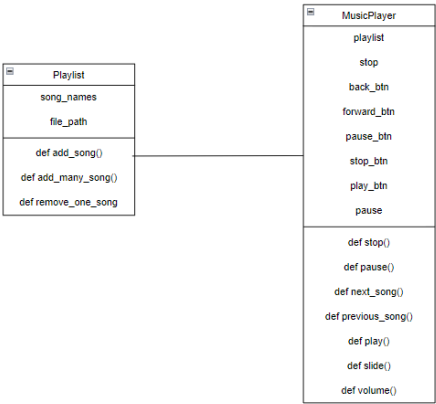 Playlist
song_names
file_path
def add_song()
def add_many_song()
def remove_one_song
MusicPlayer
playlist
stop
back_btn
forward_btn
pause_btn
stop_btn
play_btn
pause
def stop()
def pause()
def next_song()
def previous_song()
def play()
def slide()
def volume()